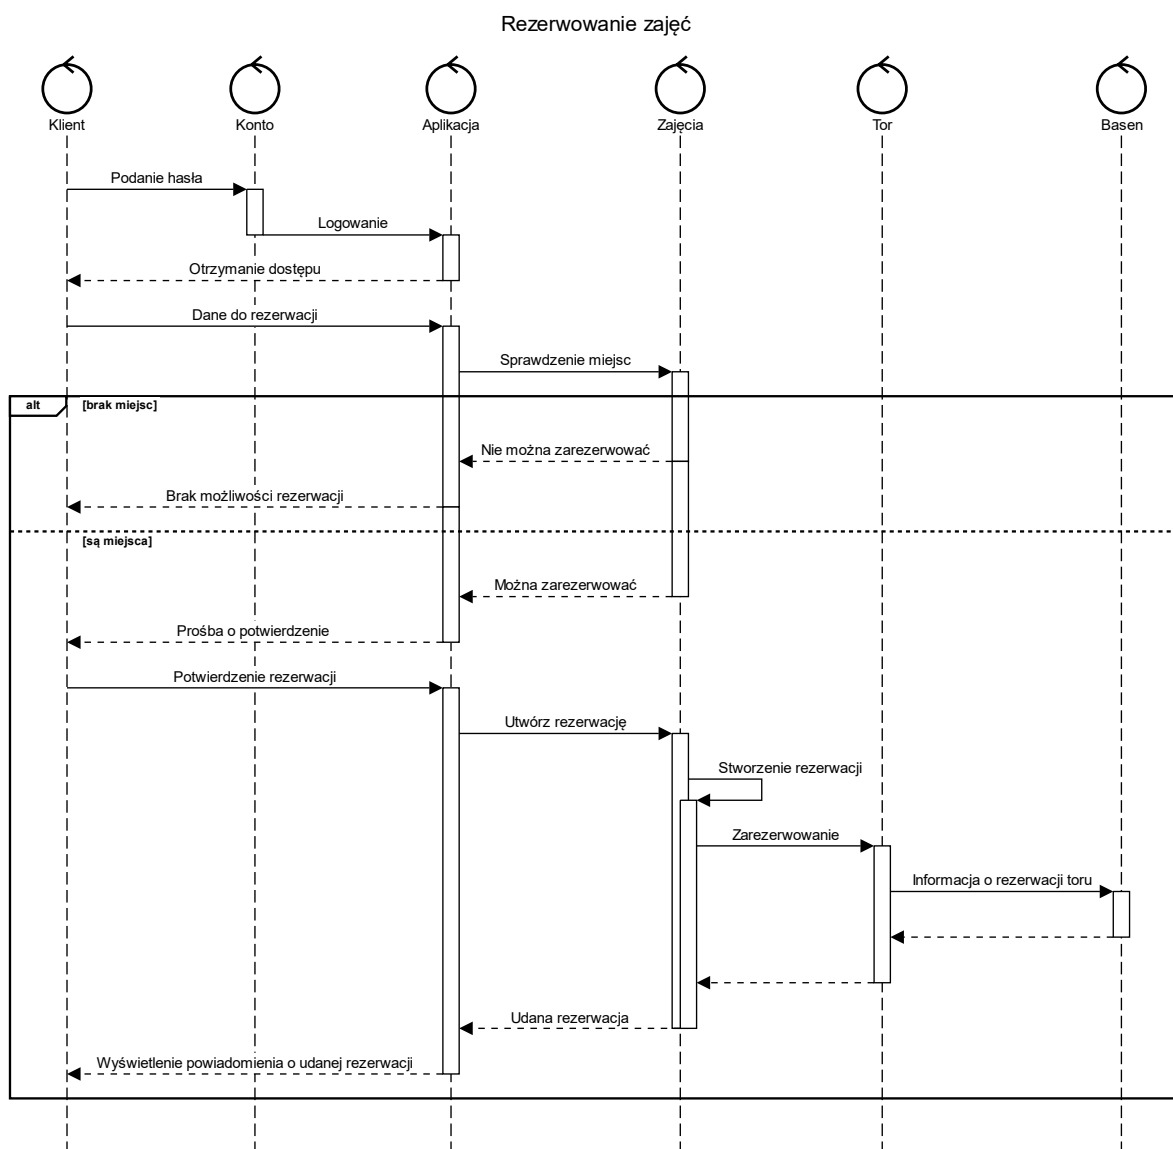 Rezerwowanie zajęć
Klient
Konto
Aplikacja
Zajęcia
Tor
Basen
Podanie hasła
Logowanie
Otrzymanie dostępu
Dane do rezerwacji
Sprawdzenie miejsc
alt
[brak miejsc]
Nie można zarezerwować
Brak możliwości rezerwacji
[są miejsca]
Można zarezerwować
Prośba o potwierdzenie
Potwierdzenie rezerwacji
Utwórz rezerwację
Stworzenie rezerwacji
Zarezerwowanie
Informacja o rezerwacji toru
Udana rezerwacja
Wyświetlenie powiadomienia o udanej rezerwacji